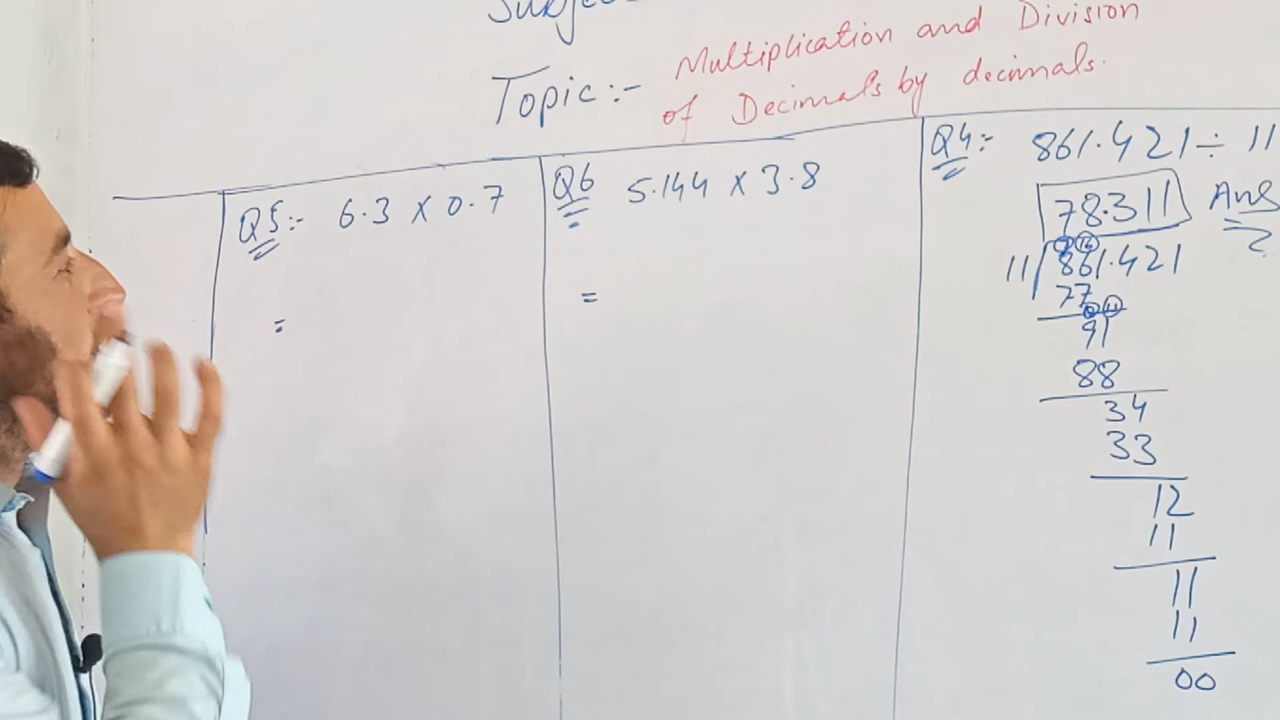 Topic:- Multiplication and Division
of Decimals by decimals.
Q5:- 6.3 × 0.7
=
Q6 5.144 × 3.8
=
Q4:- 861.421 ÷ 11
78.311 Ans
11 861.421
77
91
88
34
33
12
11
11
11
00